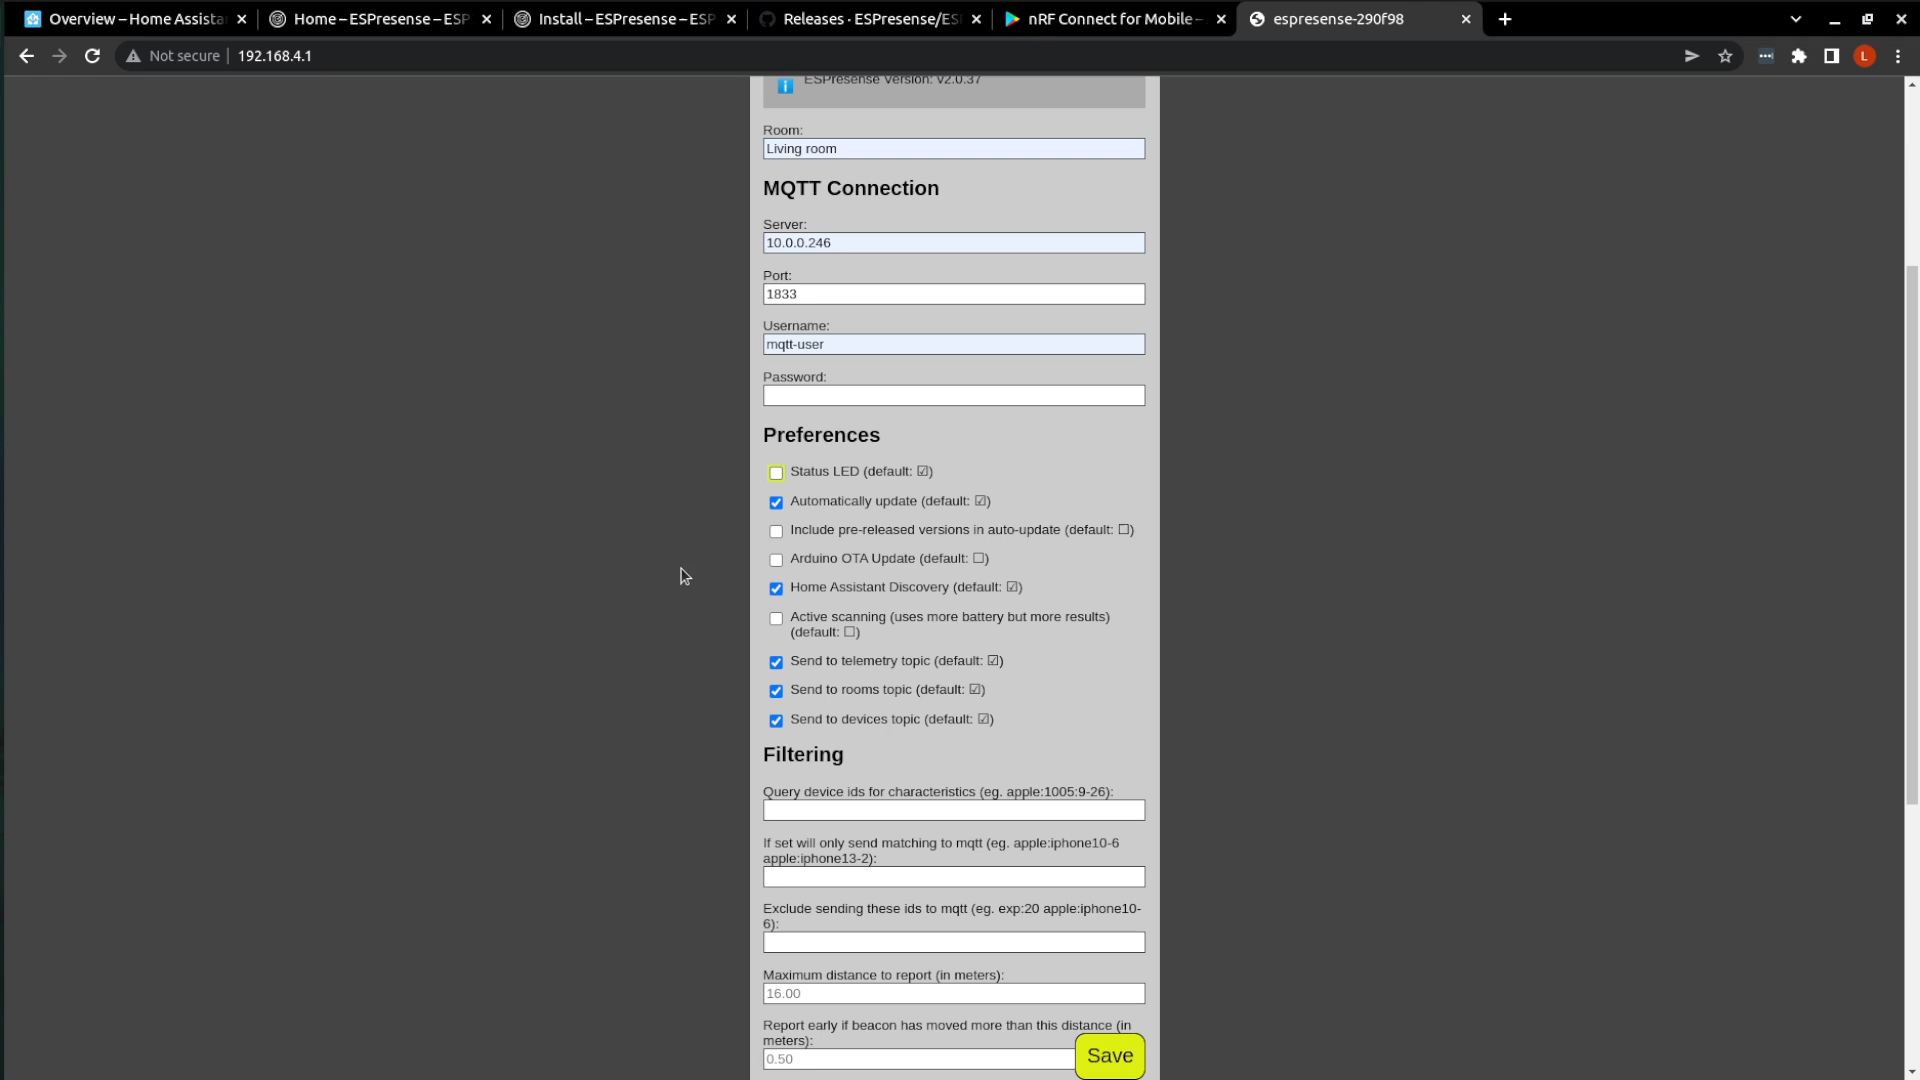 Overview – Home Assista
Home – ESPresense – ESP
Install – ESPresense – ESP
Releases · ESPresense/ES
nRF Connect for Mobile –
espresense-290f98
Not secure
192.168.4.1
L
ESPresense Version: v2.0.37
Room:
Living room
MQTT Connection
Server:
10.0.0.246
Port:
1833
Username:
mqtt-user
Password:
Preferences
Status LED (default: ☑)
Automatically update (default: ☑)
Include pre-released versions in auto-update (default: ☐)
Arduino OTA Update (default: ☐)
Home Assistant Discovery (default: ☑)
Active scanning (uses more battery but more results)
(default: ☐)
Send to telemetry topic (default: ☑)
Send to rooms topic (default: ☑)
Send to devices topic (default: ☑)
Filtering
Query device ids for characteristics (eg. apple:1005:9-26):
If set will only send matching to mqtt (eg. apple:iphone10-6
apple:iphone13-2):
Exclude sending these ids to mqtt (eg. exp:20 apple:iphone10-
6):
Maximum distance to report (in meters):
16.00
Report early if beacon has moved more than this distance (in
meters):
0.50
Save